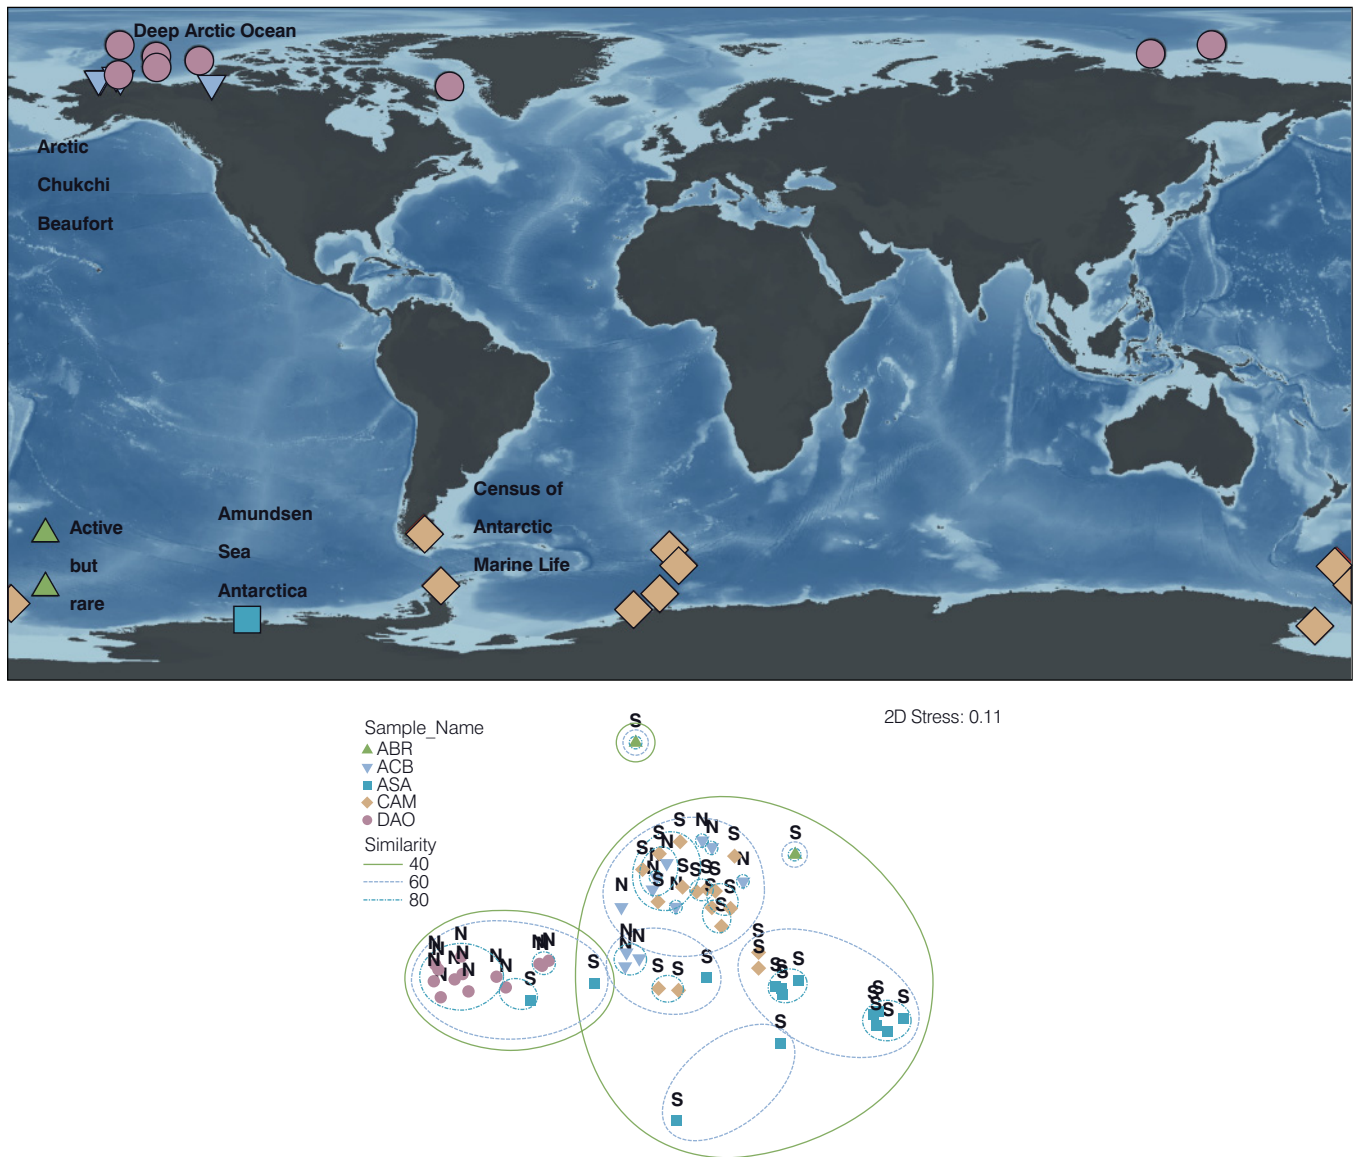 Deep Arctic Ocean
Arctic
Chukchi
Beaufort
Census of
Antarctic
Marine Life
Amundsen
Sea
Antarctica
Active
but
rare
2D Stress: 0.11
Sample_Name
ABR
ACB
ASA
CAM
DAO
Similarity
40
60
80
S
S
S S N N S
S N N N
S N S S S S
N S N S S S
N N N
S S S
N N N N N N N N N N N N N
S S
S S S S S
S S S S S
S
S